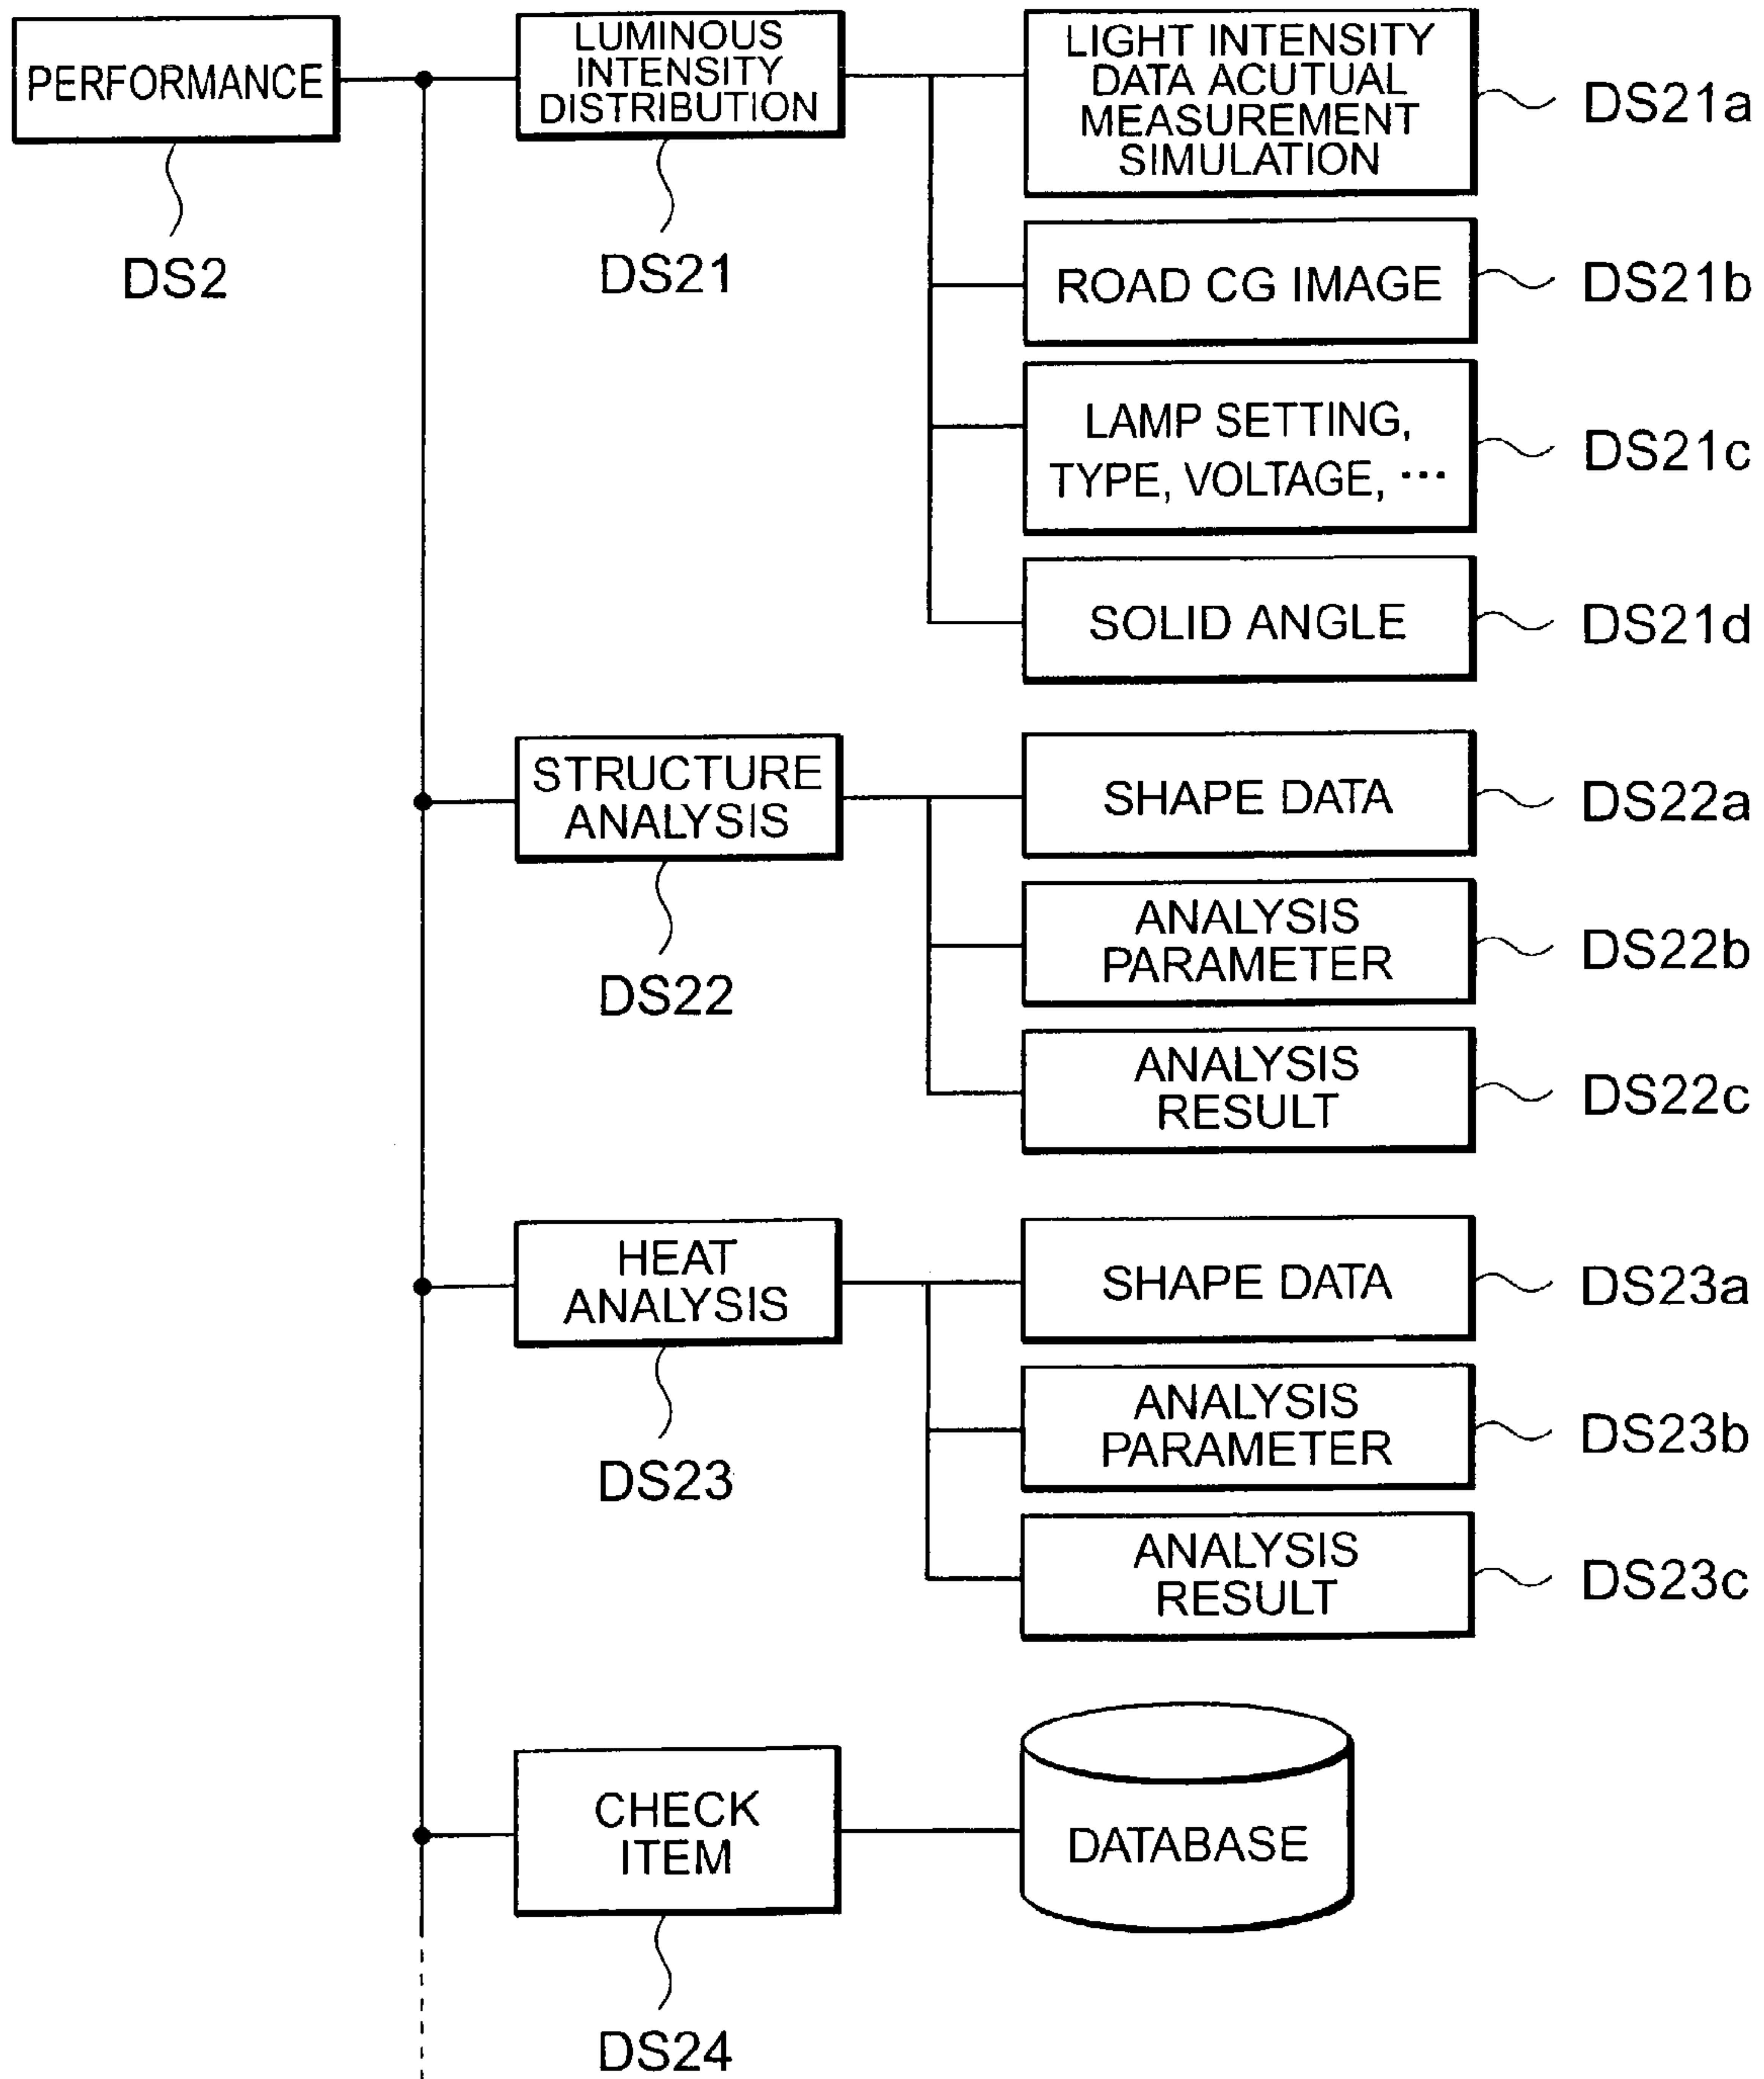 PERFORMANCE
DS2
LUMINOUS
INTENSITY
DISTRIBUTION
DS21
LIGHT INTENSITY
DATA ACUTUAL
MEASUREMENT
SIMULATION
DS21a
ROAD CG IMAGE
DS21b
LAMP SETTING,
TYPE, VOLTAGE, ···
DS21c
SOLID ANGLE
DS21d
STRUCTURE
ANALYSIS
DS22
SHAPE DATA
DS22a
ANALYSIS
PARAMETER
DS22b
ANALYSIS
RESULT
DS22c
HEAT
ANALYSIS
DS23
SHAPE DATA
DS23a
ANALYSIS
PARAMETER
DS23b
ANALYSIS
RESULT
DS23c
CHECK
ITEM
DS24
DATABASE